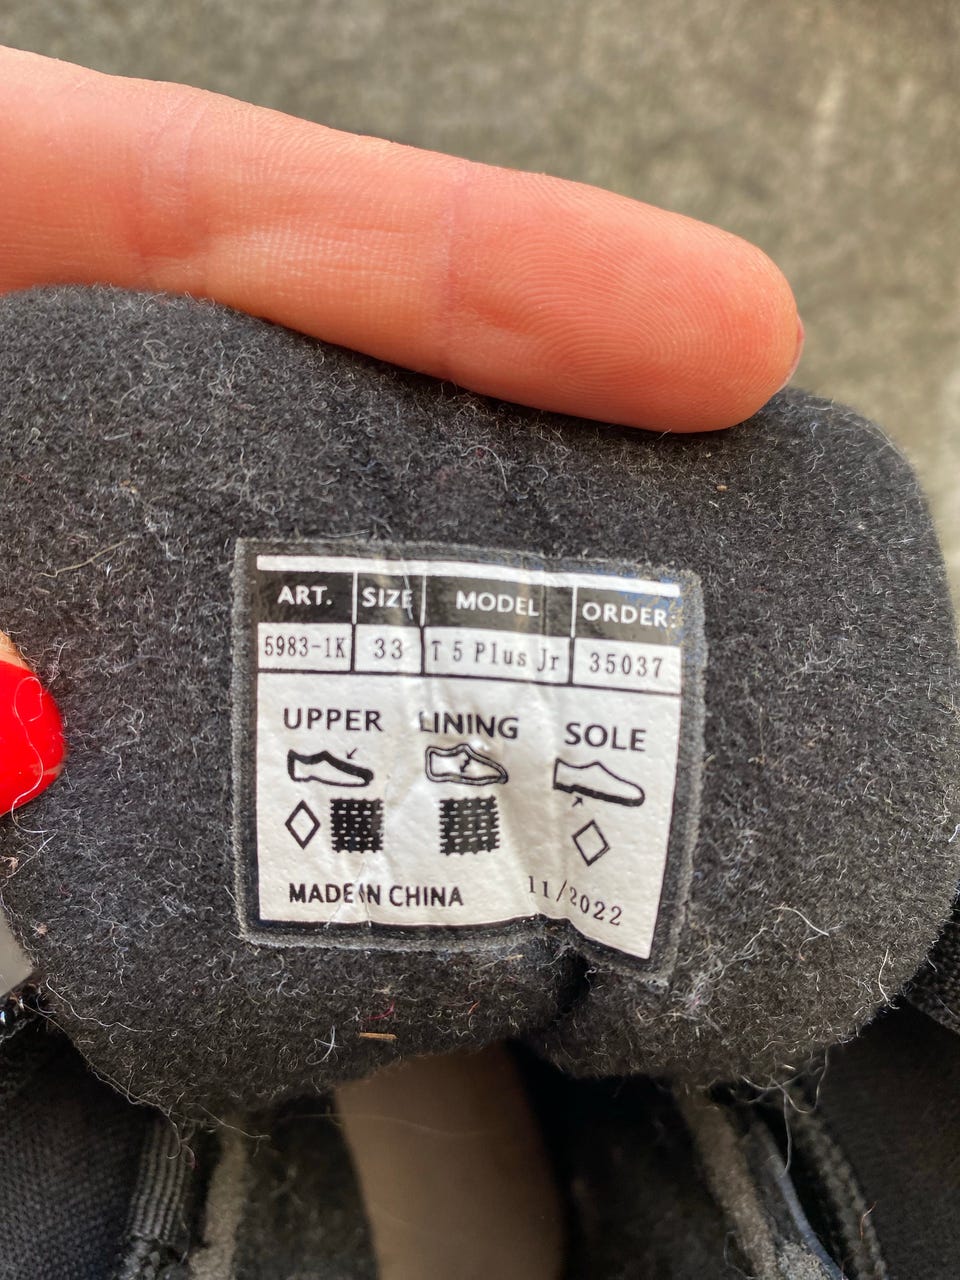 ART. SIZE MODEL ORDER:
5983-1K 33 T 5 Plus Jr 35037
UPPER LINING SOLE
MADE IN CHINA 11/2022